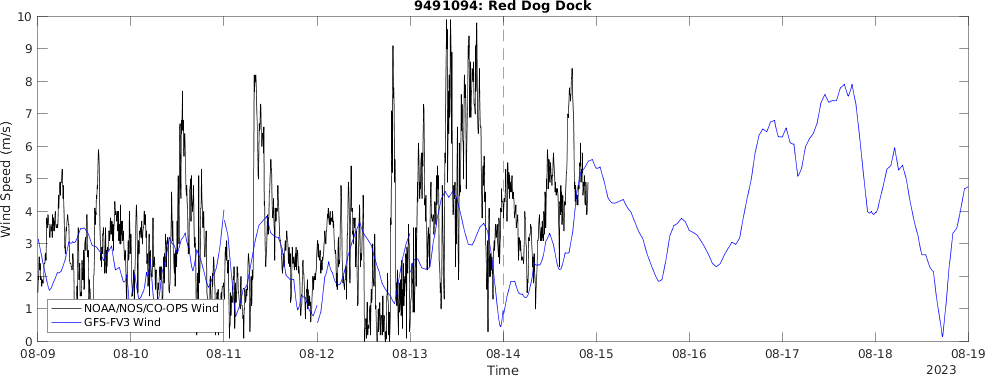 9491094: Red Dog Dock
Wind Speed (m/s)
10
9
8
7
6
5
4
3
2
1
0
NOAA/NOS/CO-OPS Wind
GFS-FV3 Wind
08-09 08-10 08-11 08-12 08-13 08-14 08-15 08-16 08-17 08-18 08-19
Time
2023